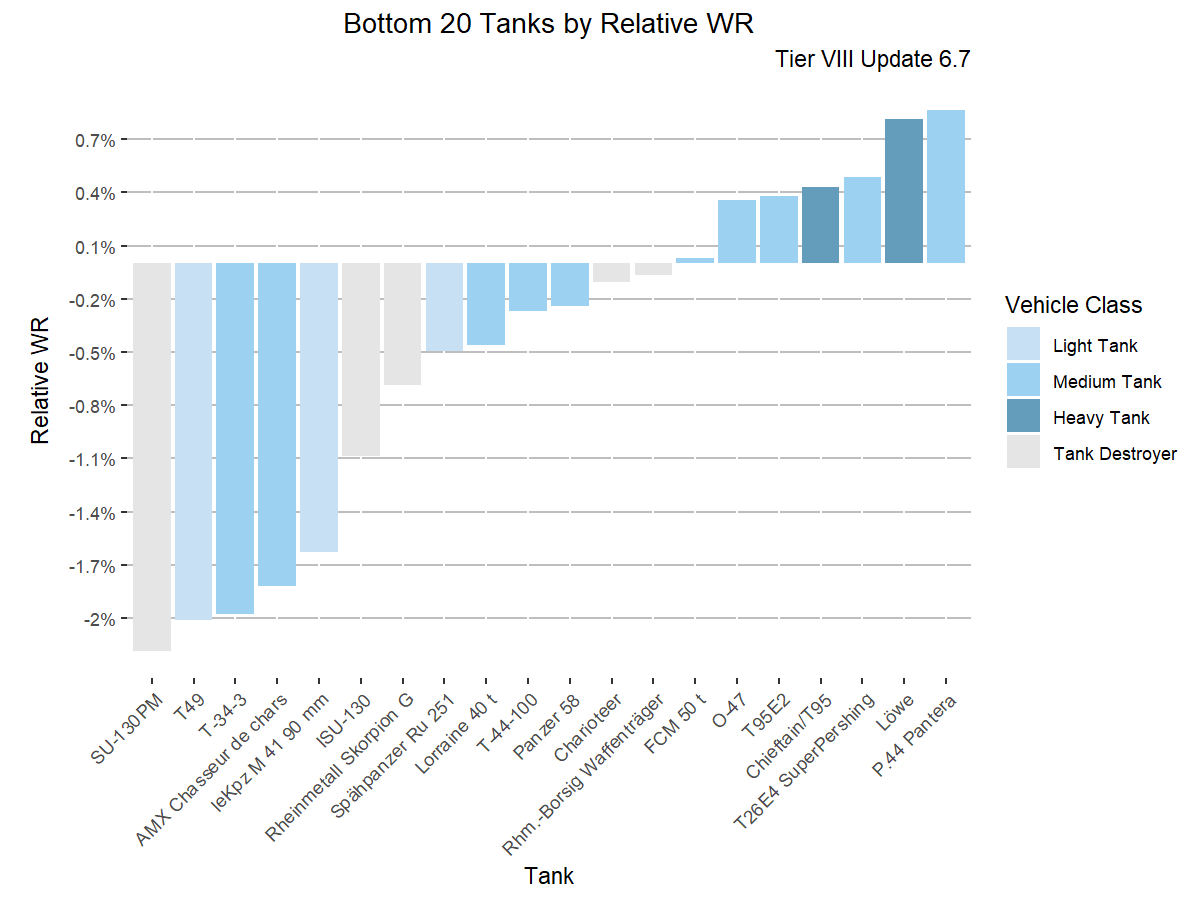 Bottom 20 Tanks by Relative WR
Tier VIII Update 6.7
0.7%
0.4%
0.1%
-0.2%
-0.5%
-0.8%
-1.1%
-1.4%
-1.7%
-2%
Relative WR
SU-130PM
T49
T-34-3
AMX Chasseur de chars
leKpz M 41 90 mm
ISU-130
Rheinmetall Skorpion G
Spähpanzer Ru 251
Lorraine 40 t
T-44-100
Panzer 58
Charioteer
Rhm.-Borsig Waffenträger
FCM 50 t
O-47
T95E2
Chieftain/T95
T26E4 SuperPershing
Löwe
P.44 Pantera
Tank
Vehicle Class
Light Tank
Medium Tank
Heavy Tank
Tank Destroyer